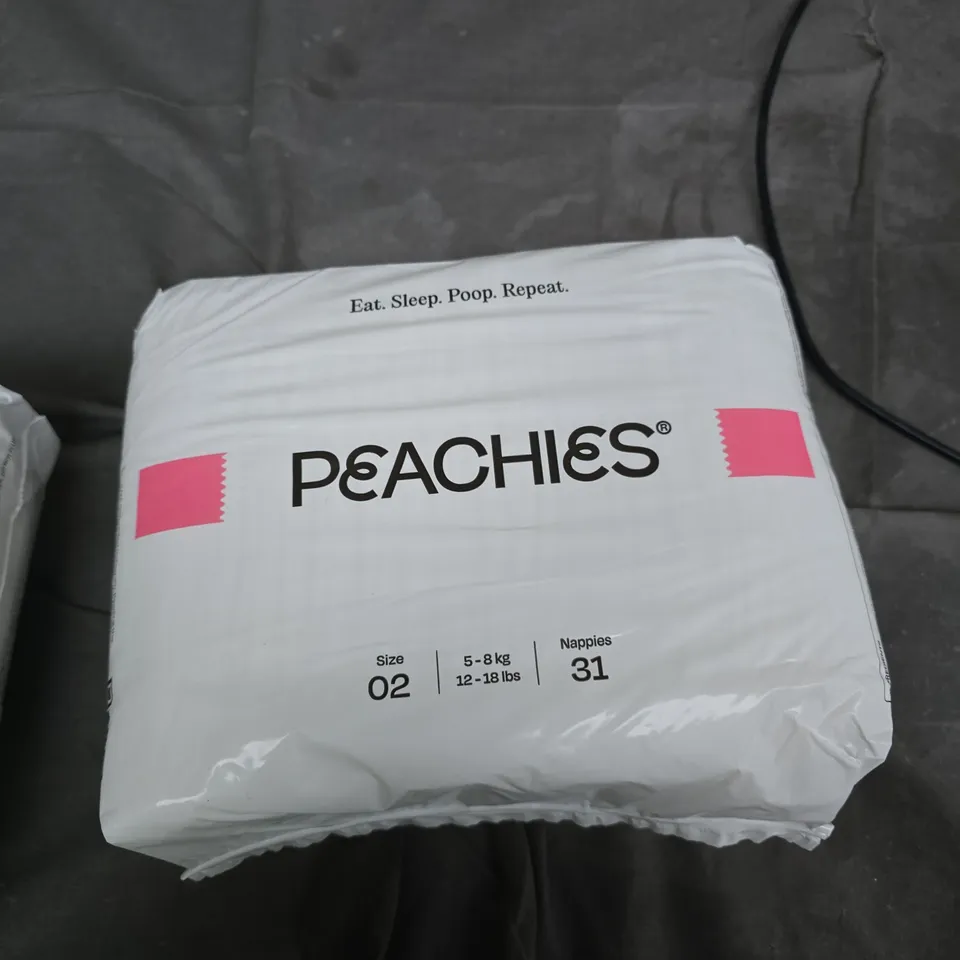 Eat. Sleep. Poop. Repeat.
PEACHIES®
Size
02
5 - 8 kg
12 - 18 lbs
Nappies
31